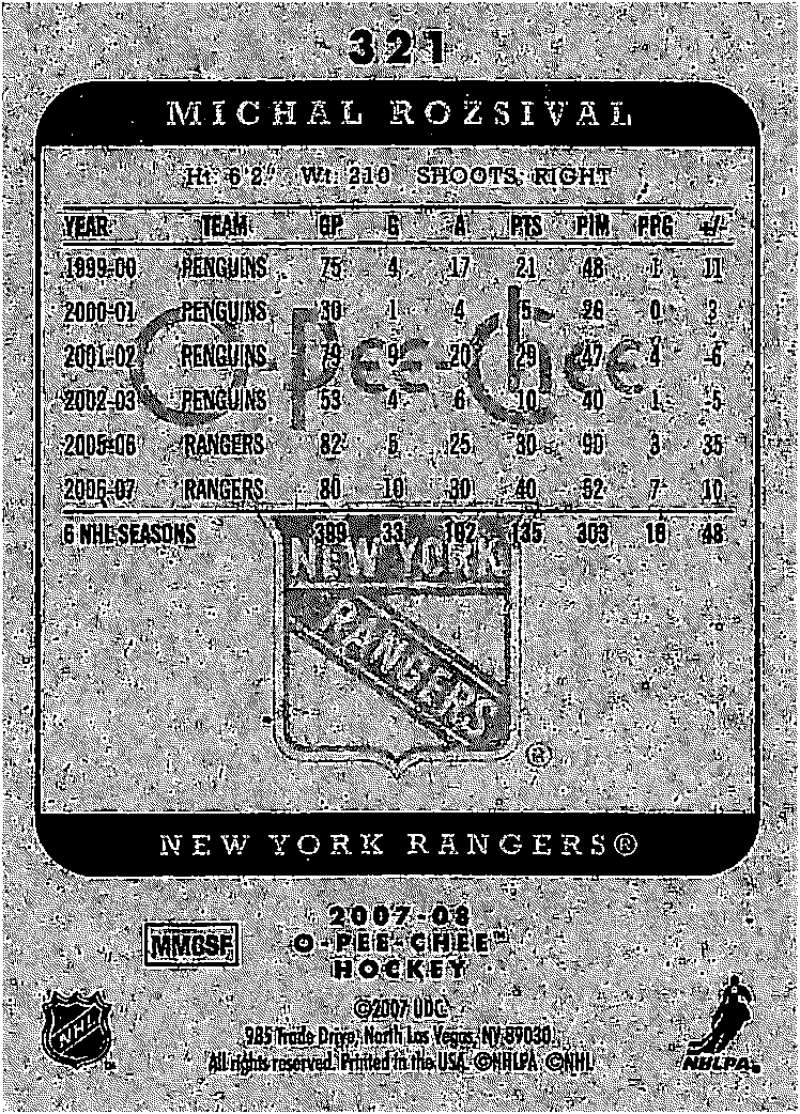 321
MICHAL ROZSIVAL
Ht: 6'2" Wt: 210 SHOOTS: RIGHT
YEAR TEAM GP G A PTS PIM PPG +/-
1999-00 PENGUINS 75 4 17 21 48 1 11
2000-01 PENGUINS 30 1 4 5 26 0 3
2001-02 PENGUINS 79 9 20 29 47 4 -6
2002-03 PENGUINS 53 4 6 10 40 1 -5
2005-06 RANGERS 82 5 25 30 90 3 35
2006-07 RANGERS 80 10 30 40 52 7 10
6 NHL SEASONS 399 33 102 135 303 16 48
O-Pee-Chee
NEW YORK
RANGERS
®
NEW YORK RANGERS®
2007-08
MMGSF O-PEE-CHEE™
HOCKEY
©2007 UDC
985 Trade Drive, North Las Vegas, NV 89030.
All rights reserved. Printed in the USA. ©NHLPA ©NHL
NHL
NHLPA